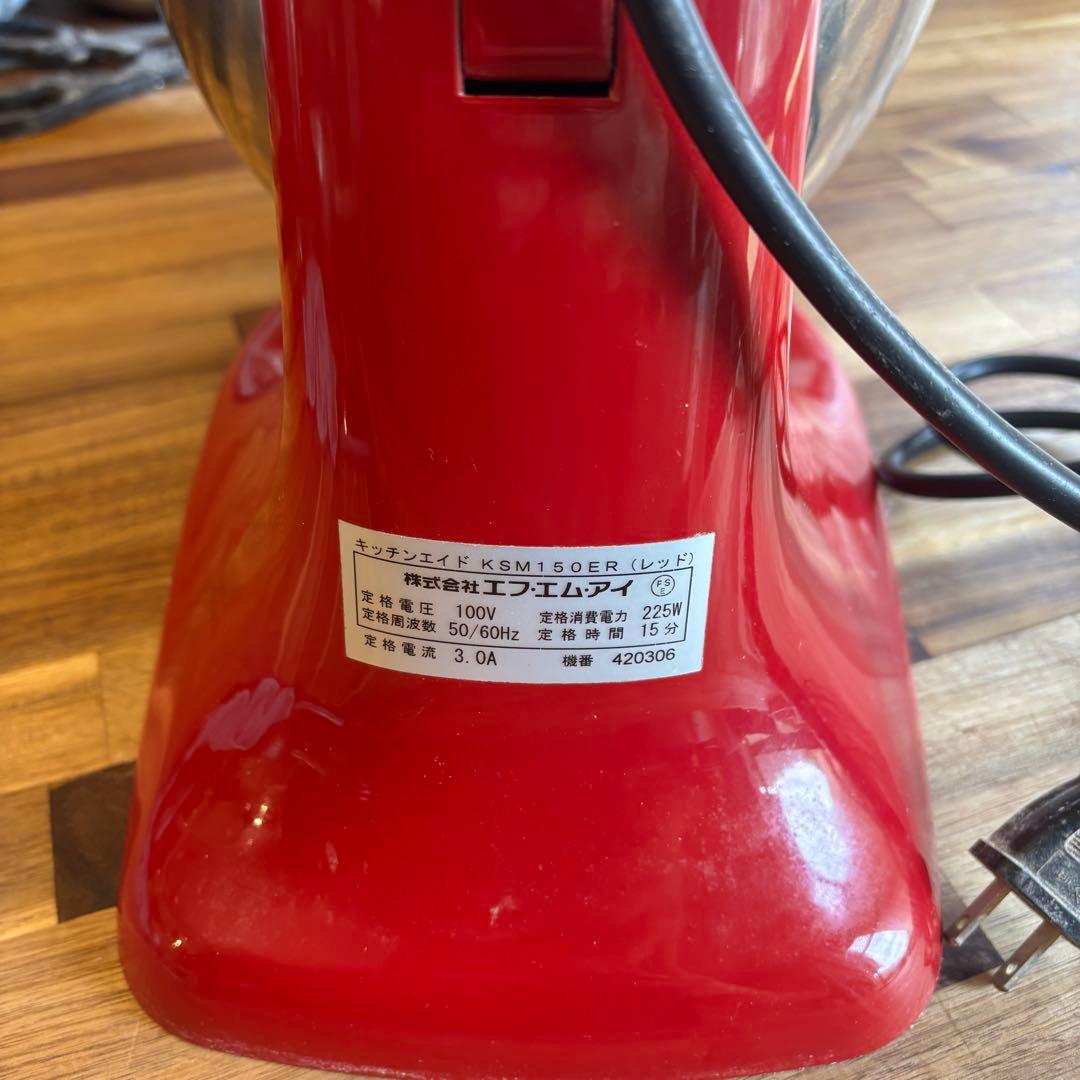 キッチンエイド KSM150ER (レッド)
株式会社エフ・エム・アイ PSE
定格電圧 100V 定格消費電力 225W
定格周波数 50/60Hz 定格時間 15分
定格電流 3.0A 機番 420306